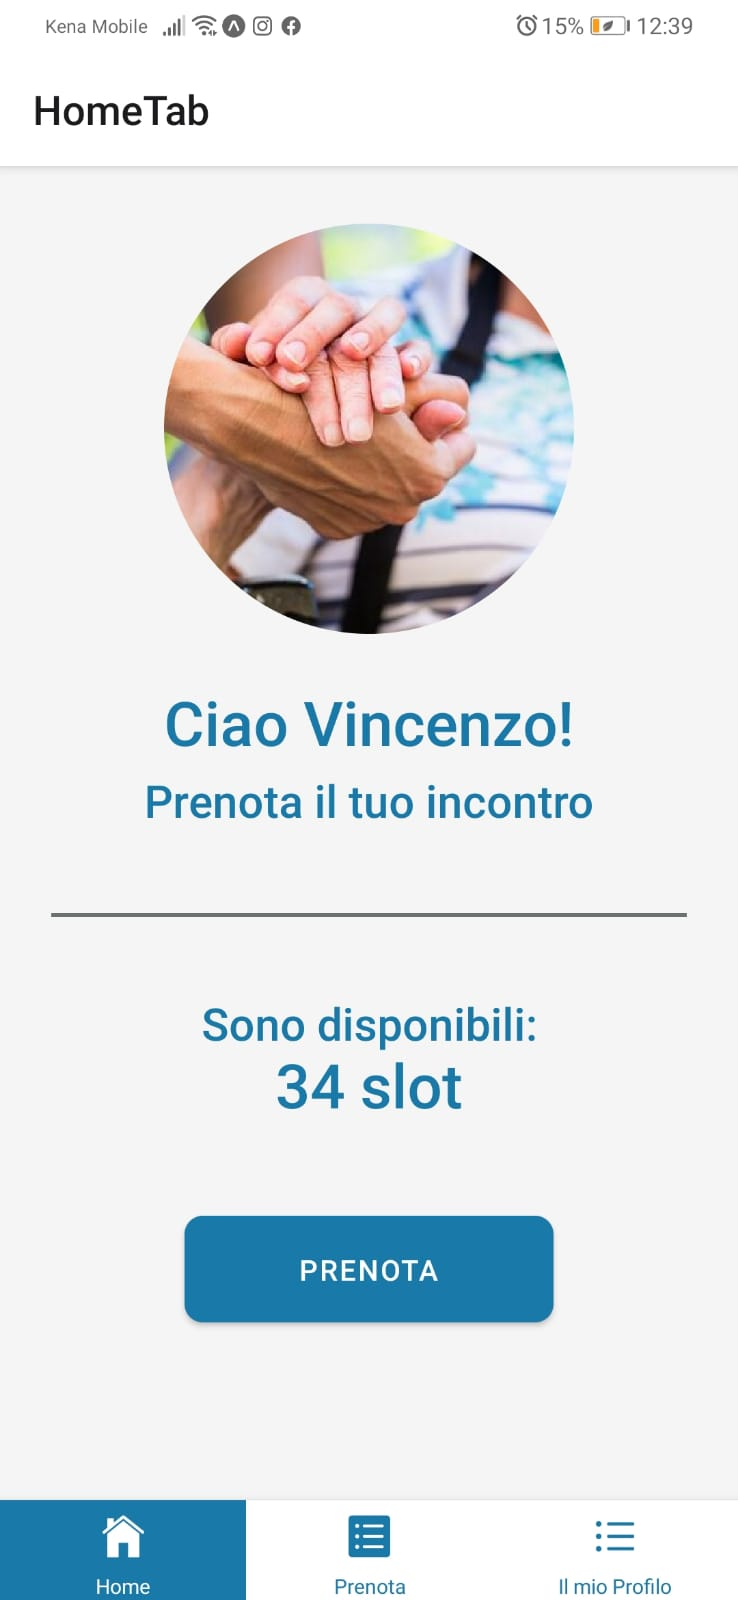 Kena Mobile 15% 12:39
HomeTab
Ciao Vincenzo!
Prenota il tuo incontro
Sono disponibili:
34 slot
PRENOTA
Home Prenota Il mio Profilo